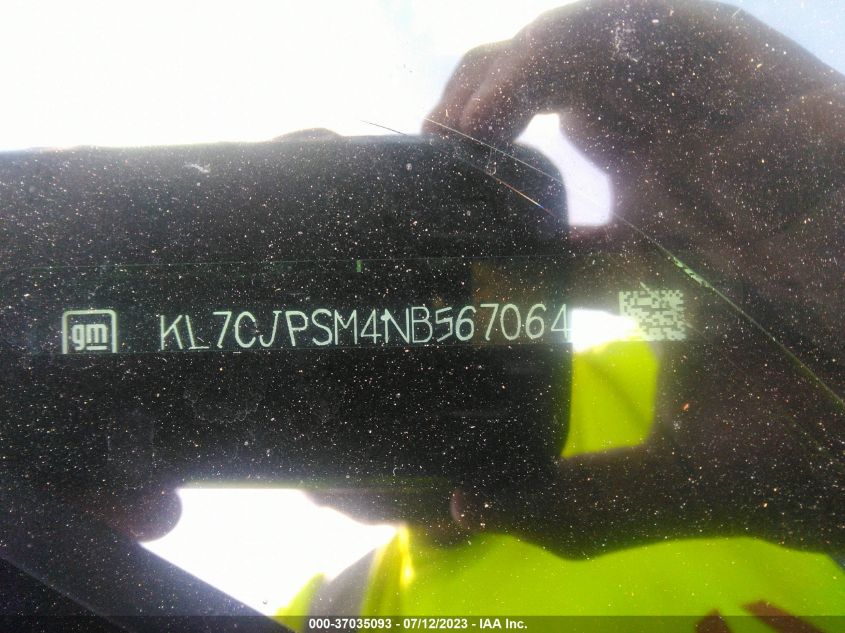 gm KL7CJPSM4NB567064
000-37035093 - 07/12/2023 - IAA Inc.